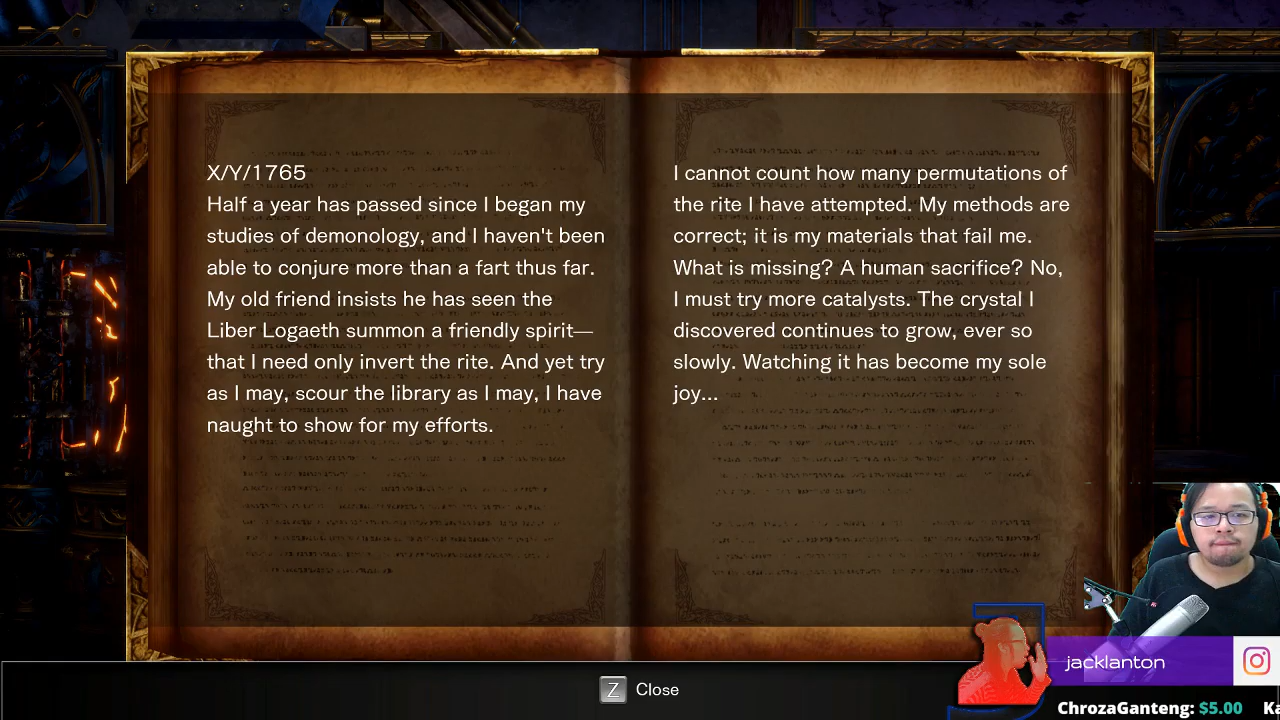 X/Y/1765
Half a year has passed since I began my
studies of demonology, and I haven't been
able to conjure more than a fart thus far.
My old friend insists he has seen the
Liber Logaeth summon a friendly spirit—
that I need only invert the rite. And yet try
as I may, scour the library as I may, I have
naught to show for my efforts.
I cannot count how many permutations of
the rite I have attempted. My methods are
correct; it is my materials that fail me.
What is missing? A human sacrifice? No,
I must try more catalysts. The crystal I
discovered continues to grow, ever so
slowly. Watching it has become my sole
joy...
Z Close
jacklanton
ChrozaGanteng: $5.00 Ka